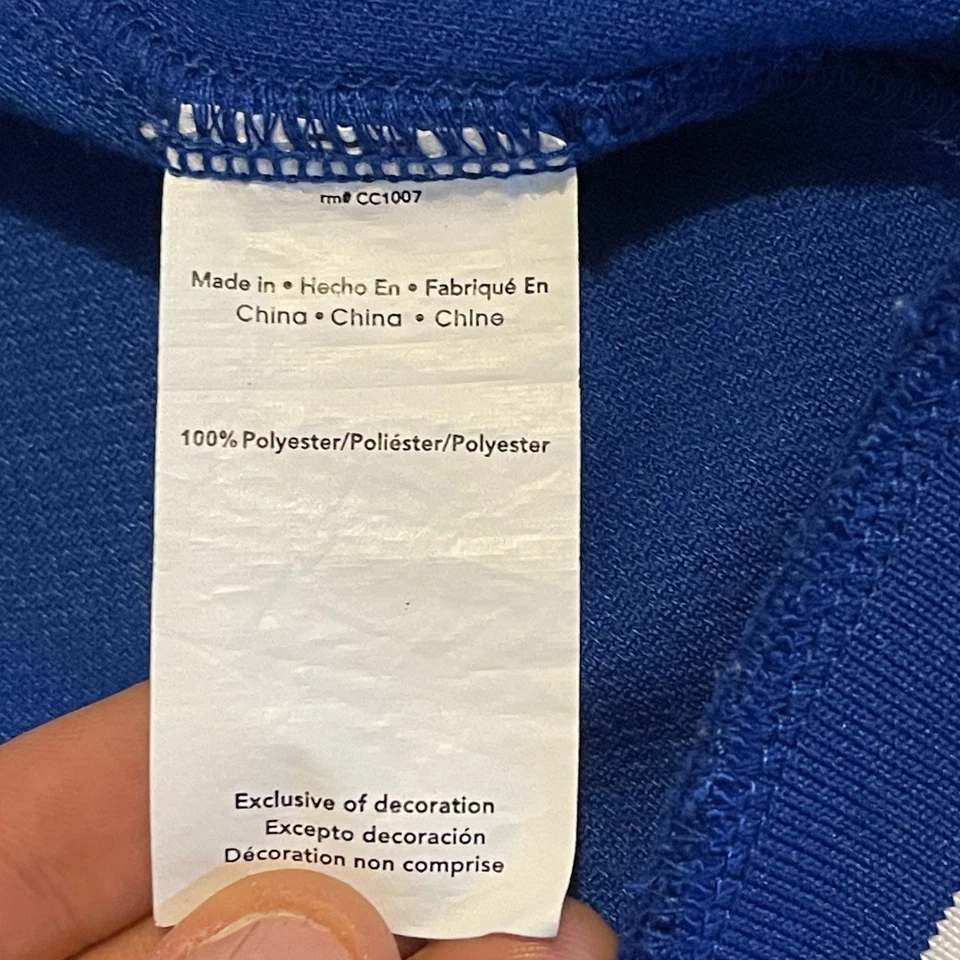 rm# CC1007
Made in • Hecho En • Fabriqué En
China • China • Chine
100% Polyester/Poliéster/Polyester
Exclusive of decoration
Excepto decoración
Décoration non comprise